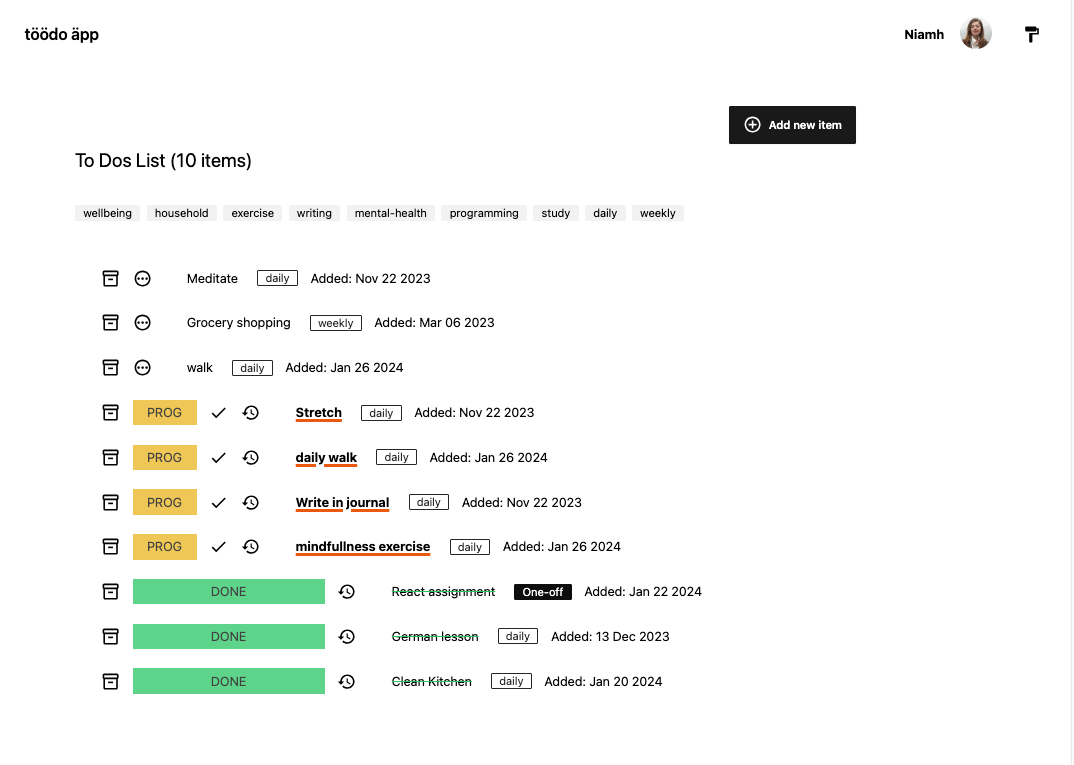 töödo äpp
Niamh
Add new item
To Dos List (10 items)
wellbeing household exercise writing mental-health programming study daily weekly
Meditate daily Added: Nov 22 2023
Grocery shopping weekly Added: Mar 06 2023
walk daily Added: Jan 26 2024
PROG Stretch daily Added: Nov 22 2023
PROG daily walk daily Added: Jan 26 2024
PROG Write in journal daily Added: Nov 22 2023
PROG mindfullness exercise daily Added: Jan 26 2024
DONE React assignment One-off Added: Jan 22 2024
DONE German lesson daily Added: 13 Dec 2023
DONE Clean Kitchen daily Added: Jan 20 2024